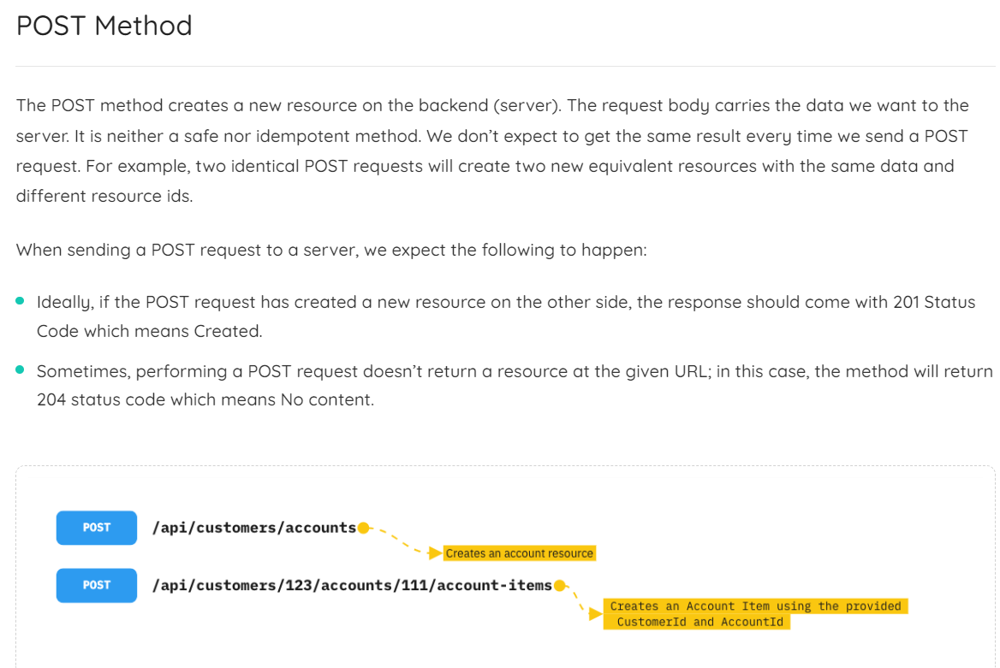 POST Method
The POST method creates a new resource on the backend (server). The request body carries the data we want to the
server. It is neither a safe nor idempotent method. We don’t expect to get the same result every time we send a POST
request. For example, two identical POST requests will create two new equivalent resources with the same data and
different resource ids.
When sending a POST request to a server, we expect the following to happen:
Ideally, if the POST request has created a new resource on the other side, the response should come with 201 Status
Code which means Created.
Sometimes, performing a POST request doesn’t return a resource at the given URL; in this case, the method will return
204 status code which means No content.
POST /api/customers/accounts
Creates an account resource
POST /api/customers/123/accounts/111/account-items
Creates an Account Item using the provided
CustomerId and AccountId